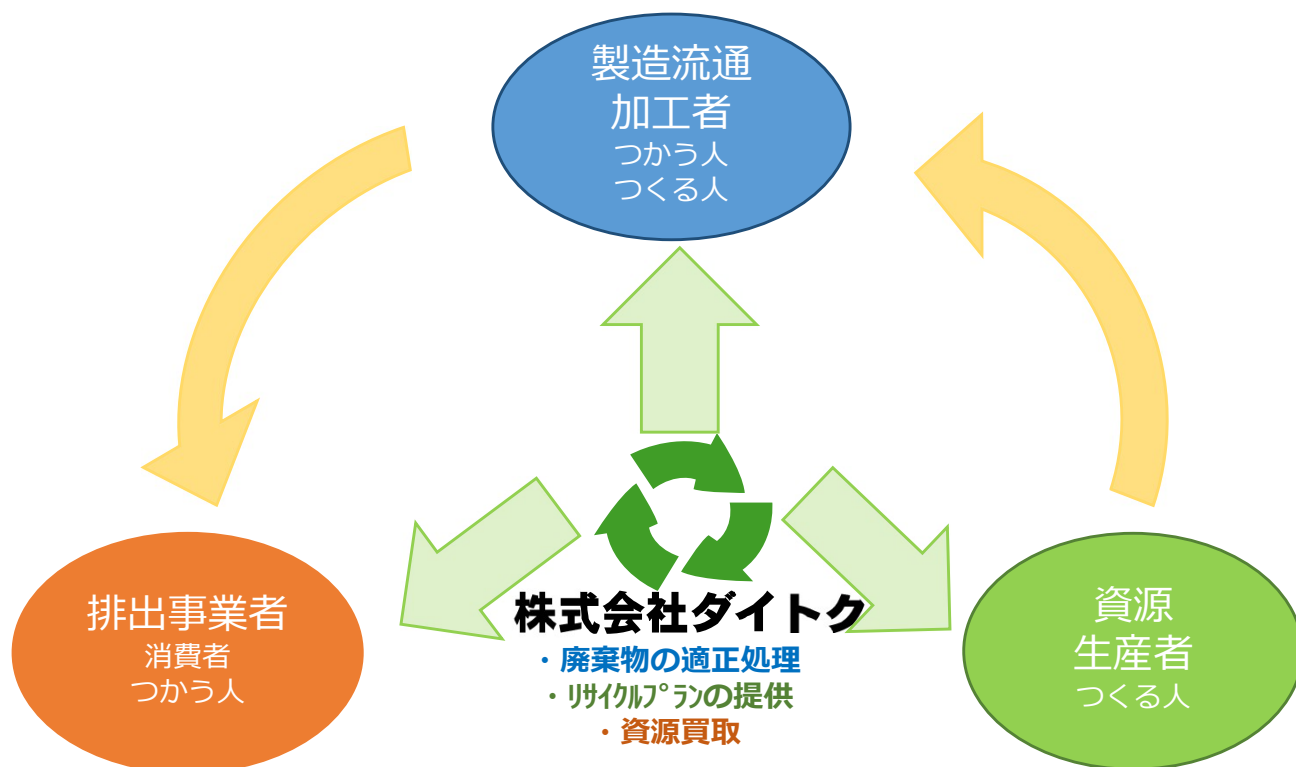 製造流通
加工者
つかう人
つくる人
排出事業者
消費者
つかう人
株式会社ダイトク
・廃棄物の適正処理
・ﾘｻｲｸﾙﾌﾟﾗﾝの提供
・資源買取
資源
生産者
つくる人